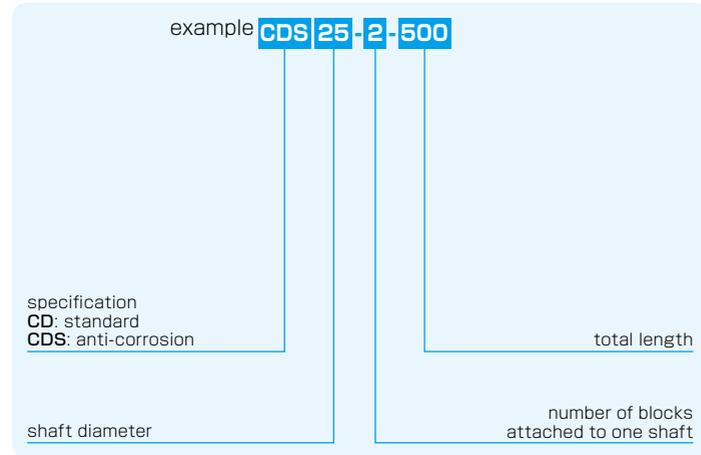 example CDS 25 - 2 - 500
specification
CD: standard
CDS: anti-corrosion
total length
shaft diameter
number of blocks
attached to one shaft